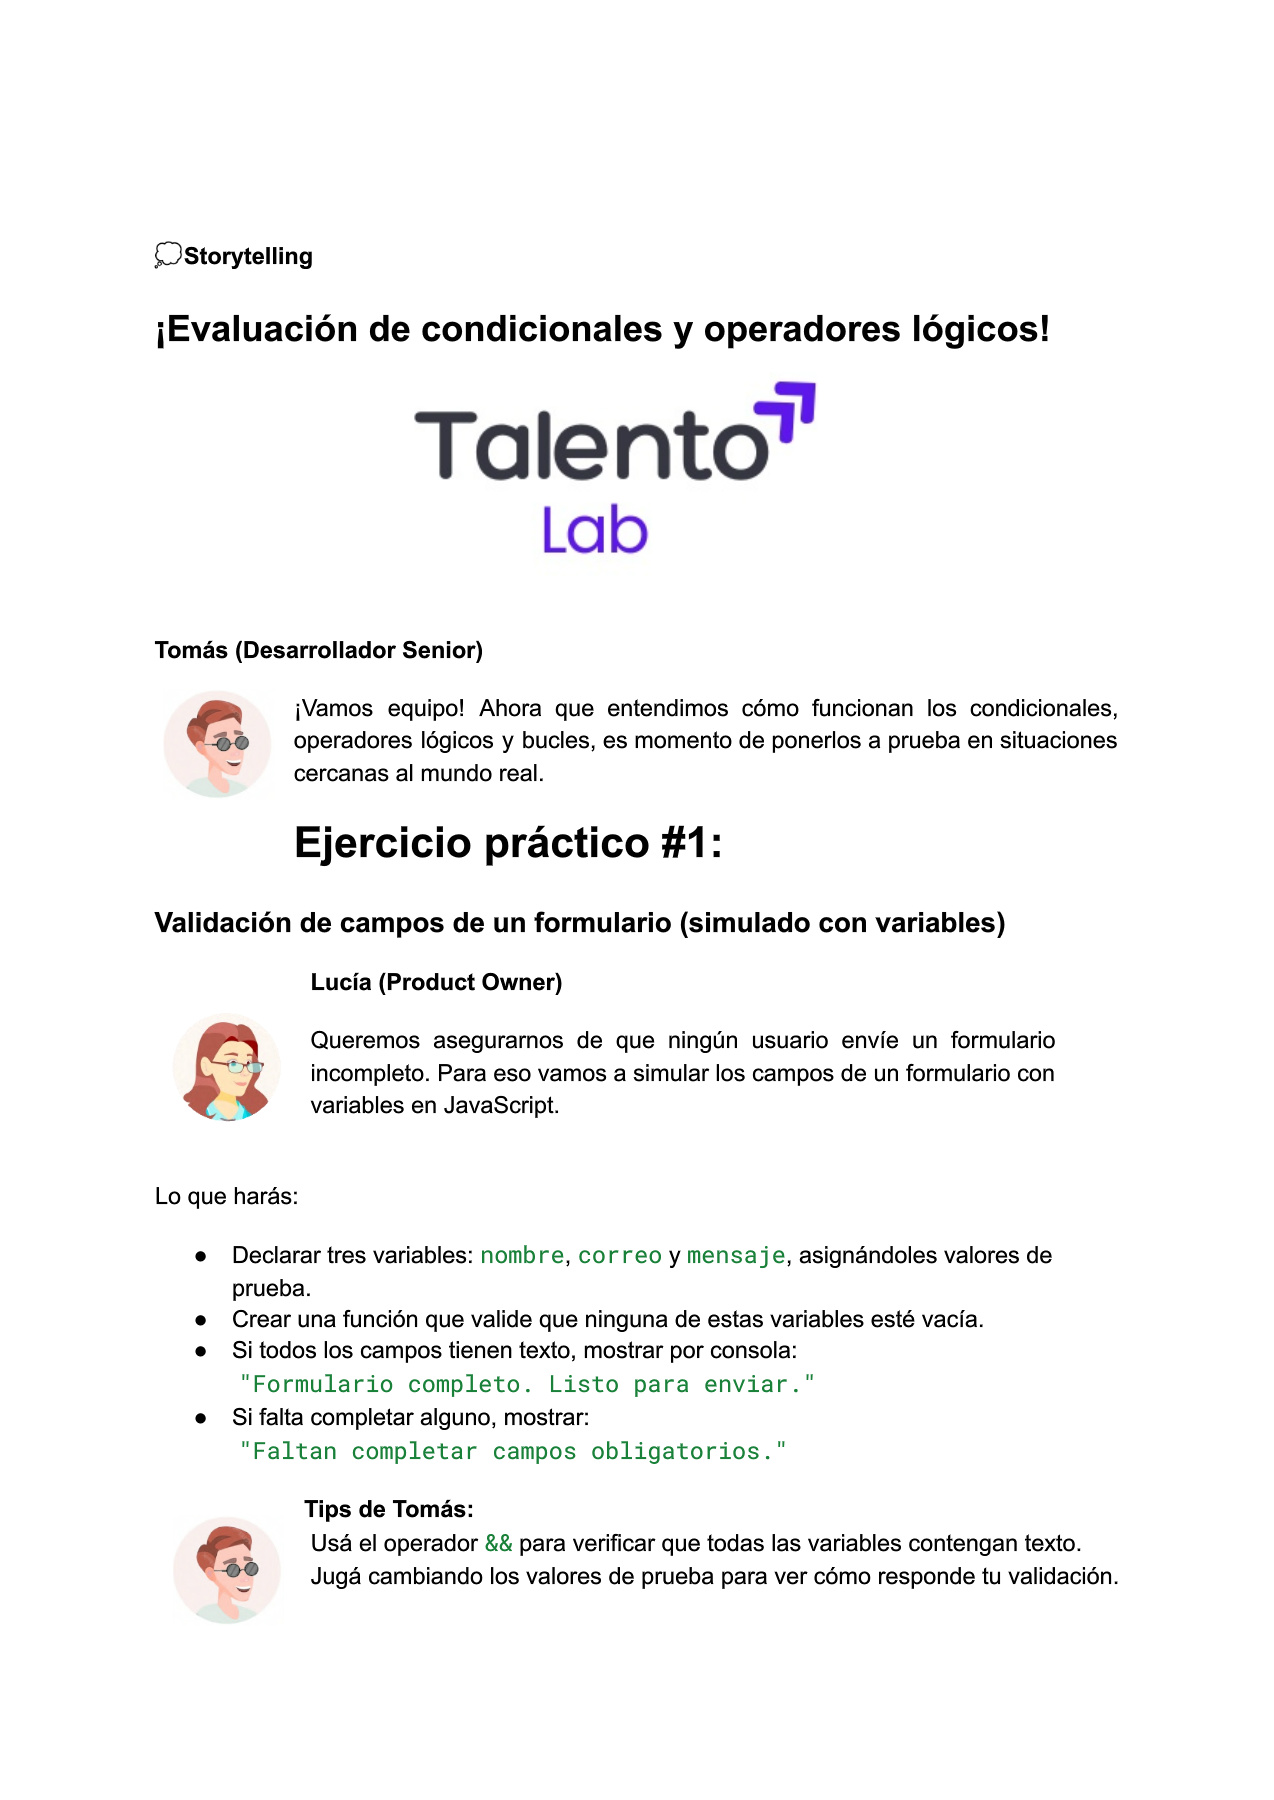 💭Storytelling
¡Evaluación de condicionales y operadores lógicos!
Talento
Lab
Tomás (Desarrollador Senior)
¡Vamos equipo! Ahora que entendimos cómo funcionan los condicionales,
operadores lógicos y bucles, es momento de ponerlos a prueba en situaciones
cercanas al mundo real.
Ejercicio práctico #1:
Validación de campos de un formulario (simulado con variables)
Lucía (Product Owner)
Queremos asegurarnos de que ningún usuario envíe un formulario
incompleto. Para eso vamos a simular los campos de un formulario con
variables en JavaScript.
Lo que harás:
● Declarar tres variables: nombre, correo y mensaje, asignándoles valores de
prueba.
● Crear una función que valide que ninguna de estas variables esté vacía.
● Si todos los campos tienen texto, mostrar por consola:
"Formulario completo. Listo para enviar."
● Si falta completar alguno, mostrar:
"Faltan completar campos obligatorios."
Tips de Tomás:
Usá el operador && para verificar que todas las variables contengan texto.
Jugá cambiando los valores de prueba para ver cómo responde tu validación.